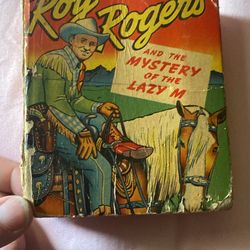 Roy
Rogers
AND THE
MYSTERY
OF THE
LAZY M